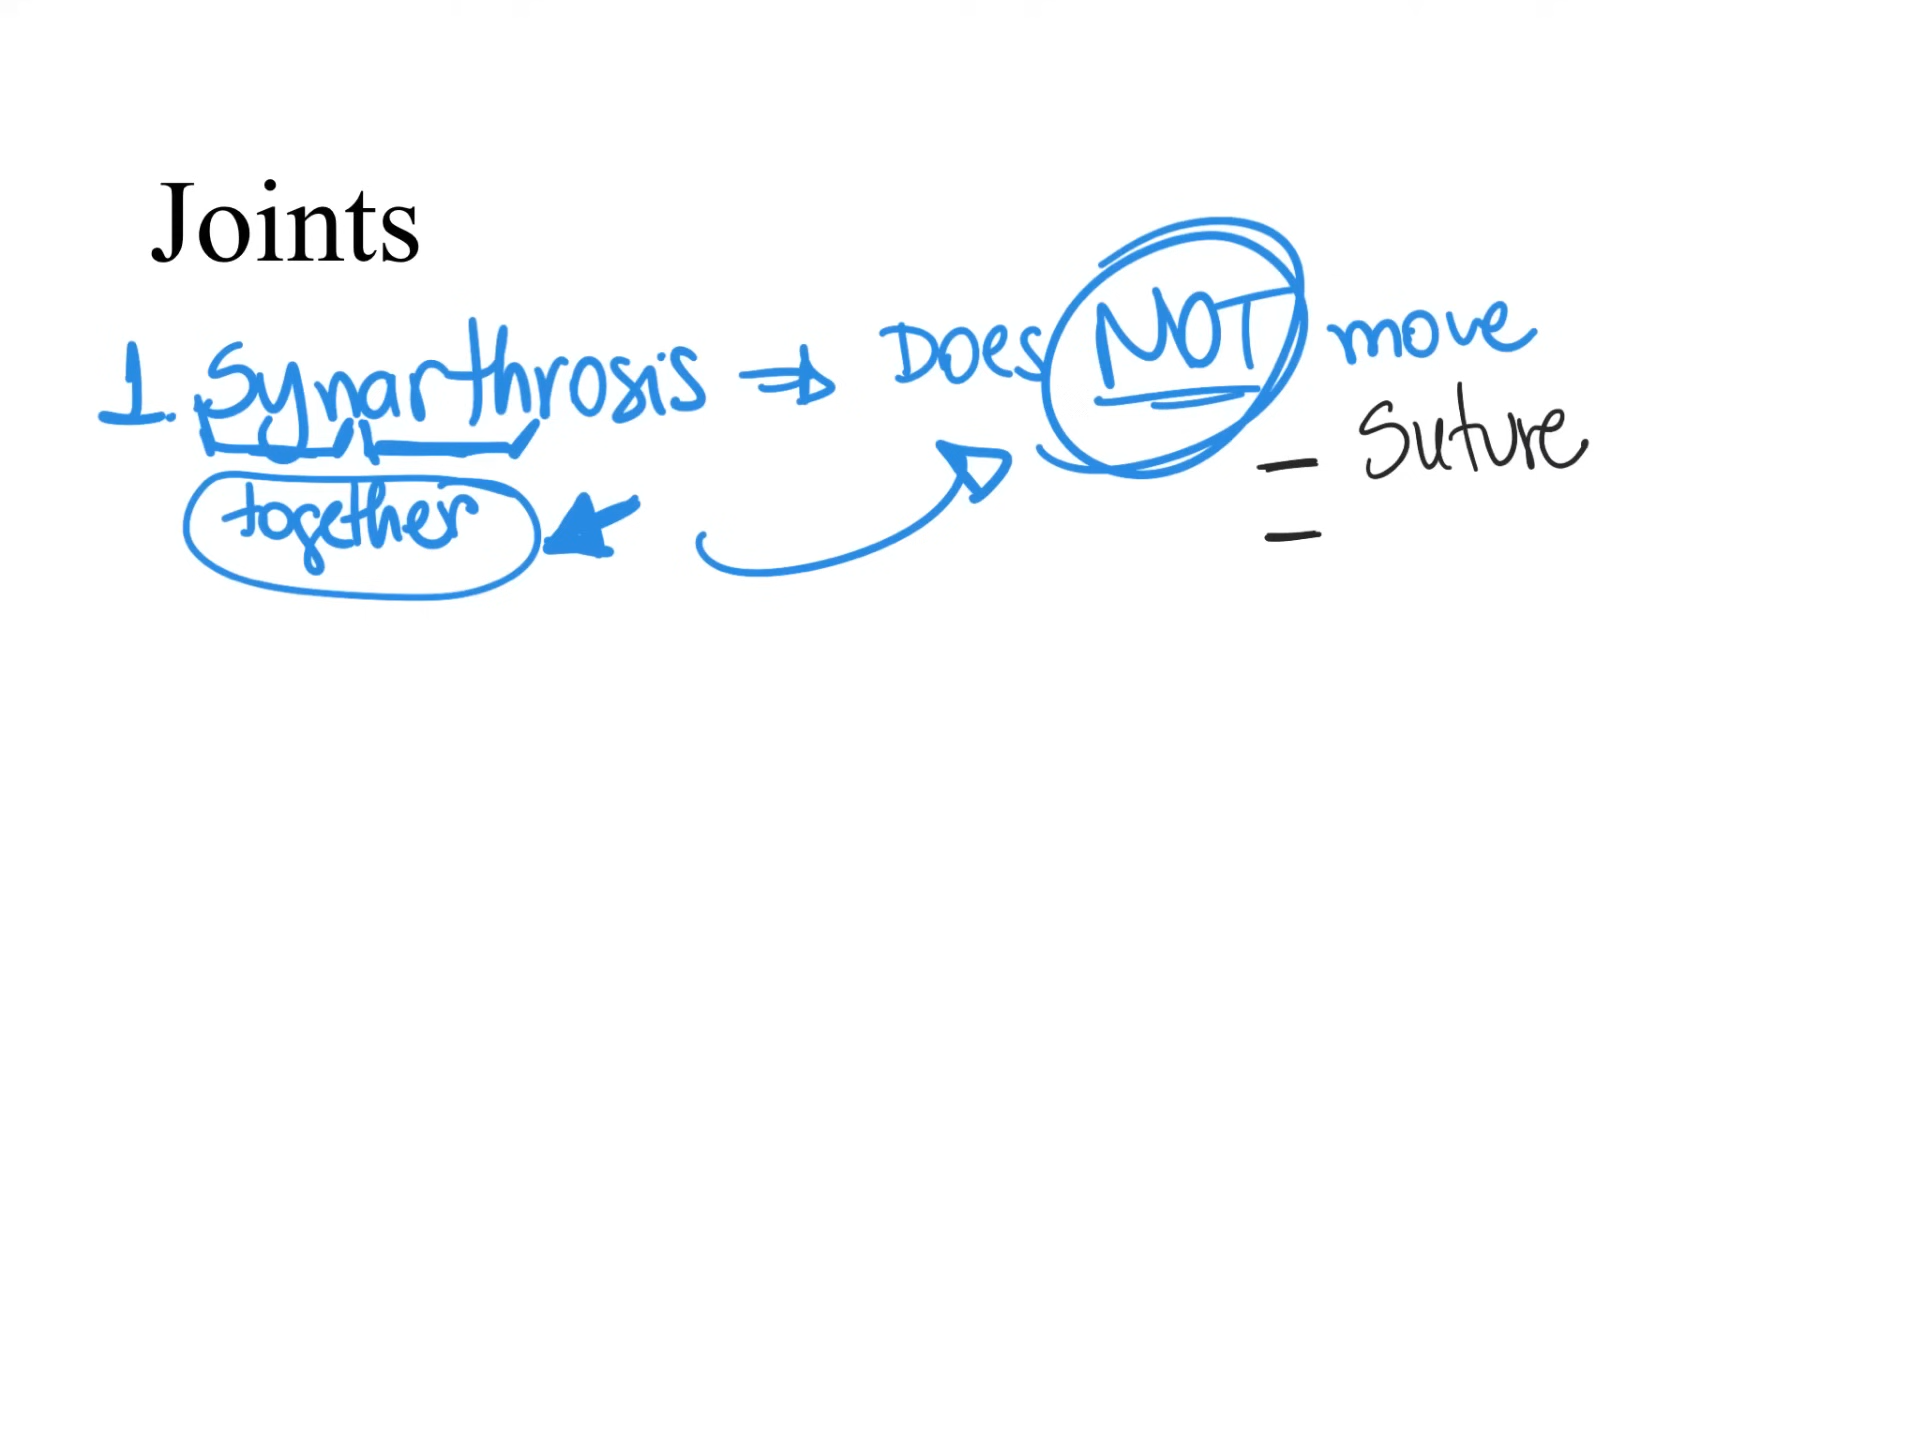 Joints
1. Synarthrosis ⇒ Does NOT move
together
– Suture
–